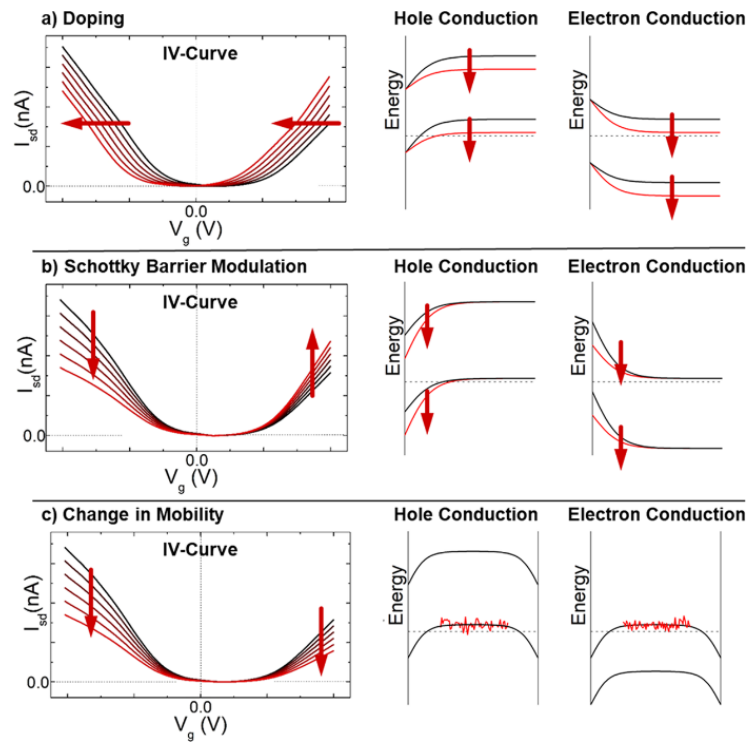 a) Doping
IV-Curve
Isd(nA)
0.0
0.0
Vg (V)
Hole Conduction
Energy
Electron Conduction
Energy
b) Schottky Barrier Modulation
IV-Curve
Isd(nA)
0.0
0.0
Vg (V)
Hole Conduction
Energy
Electron Conduction
Energy
c) Change in Mobility
IV-Curve
Isd(nA)
0.0
0.0
Vg (V)
Hole Conduction
Energy
Electron Conduction
Energy